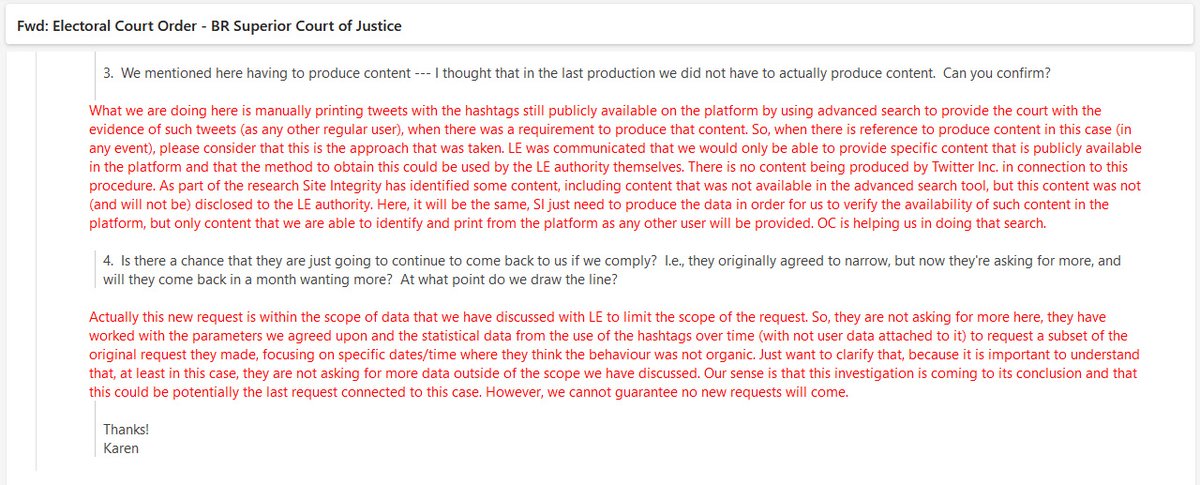 Fwd: Electoral Court Order - BR Superior Court of Justice
3. We mentioned here having to produce content --- I thought that in the last production we did not have to actually produce content. Can you confirm?
What we are doing here is manually printing tweets with the hashtags still publicly available on the platform by using advanced search to provide the court with the
evidence of such tweets (as any other regular user), when there was a requirement to produce that content. So, when there is reference to produce content in this case (in
any event), please consider that this is the approach that was taken. LE was communicated that we would only be able to provide specific content that is publicly available
in the platform and that the method to obtain this could be used by the LE authority themselves. There is no content being produced by Twitter Inc. in connection to this
procedure. As part of the research Site Integrity has identified some content, including content that was not available in the advanced search tool, but this content was not
(and will not be) disclosed to the LE authority. Here, it will be the same, SI just need to produce the data in order for us to verify the availability of such content in the
platform, but only content that we are able to identify and print from the platform as any other user will be provided. OC is helping us in doing that search.
4. Is there a chance that they are just going to continue to come back to us if we comply? I.e., they originally agreed to narrow, but now they're asking for more, and
will they come back in a month wanting more? At what point do we draw the line?
Actually this new request is within the scope of data that we have discussed with LE to limit the scope of the request. So, they are not asking for more here, they have
worked with the parameters we agreed upon and the statistical data from the use of the hashtags over time (with not user data attached to it) to request a subset of the
original request they made, focusing on specific dates/time where they think the behaviour was not organic. Just want to clarify that, because it is important to understand
that, at least in this case, they are not asking for more data outside of the scope we have discussed. Our sense is that this investigation is coming to its conclusion and that
this could be potentially the last request connected to this case. However, we cannot guarantee no new requests will come.
Thanks!
Karen